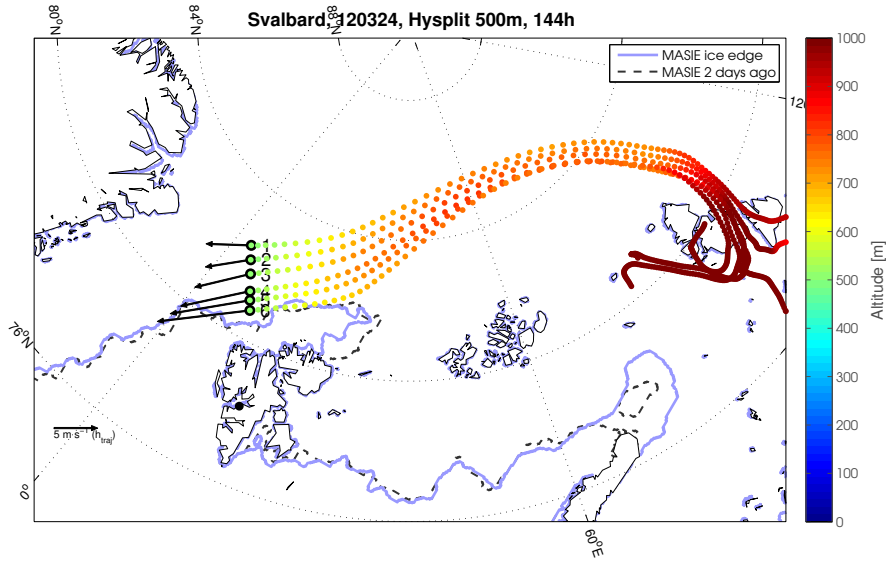 Svalbard, 120324, Hysplit 500m, 144h
80°N
84°N
88°N
MASIE ice edge
MASIE 2 days ago
1000
900
800
700
600
500
400
300
200
100
0
Altitude [m]
76°N
5 m·s⁻¹ (h_traj)
0°
60°E